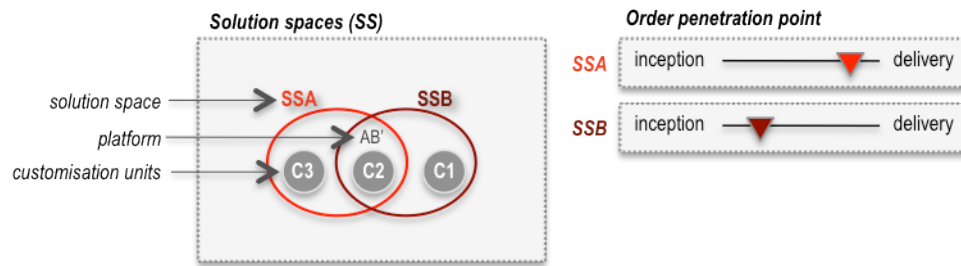 Solution spaces (SS)
solution space
SSA
SSB
platform
AB'
customisation units
C3
C2
C1
Order penetration point
SSA
inception
delivery
SSB
inception
delivery